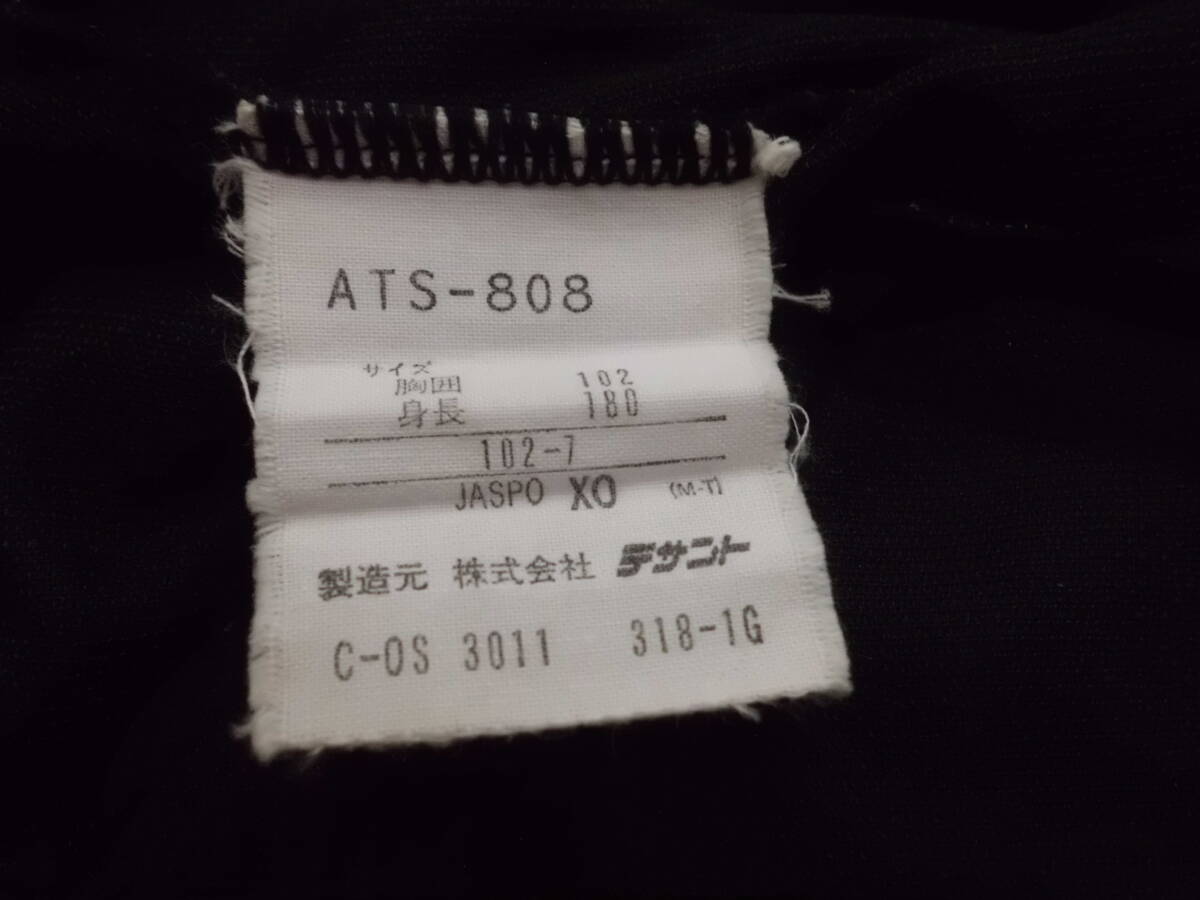 ATS-808
サイズ
胸囲 102
身長 180
102-7
JASPO XO (M-T)
製造元 株式会社 デサント
C-OS 3011 318-1G